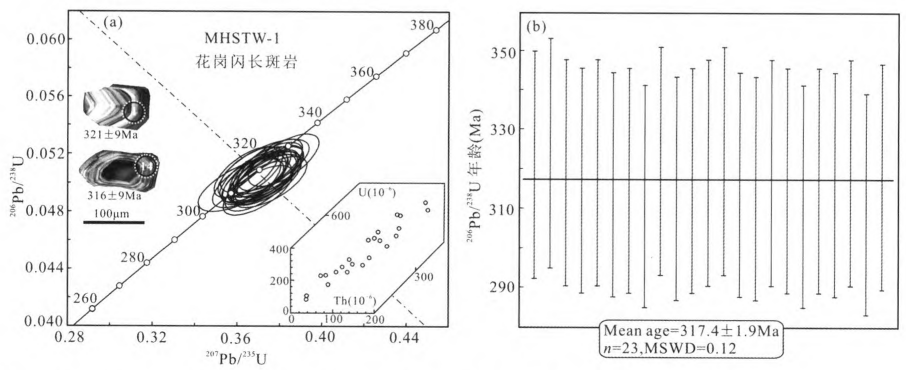 (a)
MHSTW-1
花岗闪长斑岩
0.060
0.056
0.052
0.048
0.044
0.040
²⁰⁶Pb/²³⁸U
321±9Ma
316±9Ma
100μm
260
280
300
320
340
360
380
U(10⁻⁶)
600
400
200
0
Th(10⁻⁶)
0
100
200
300
0.28
0.32
0.36
0.40
0.44
²⁰⁷Pb/²³⁵U
(b)
350
330
310
290
²⁰⁶Pb/²³⁸U 年龄(Ma)
Mean age=317.4±1.9Ma
n=23,MSWD=0.12